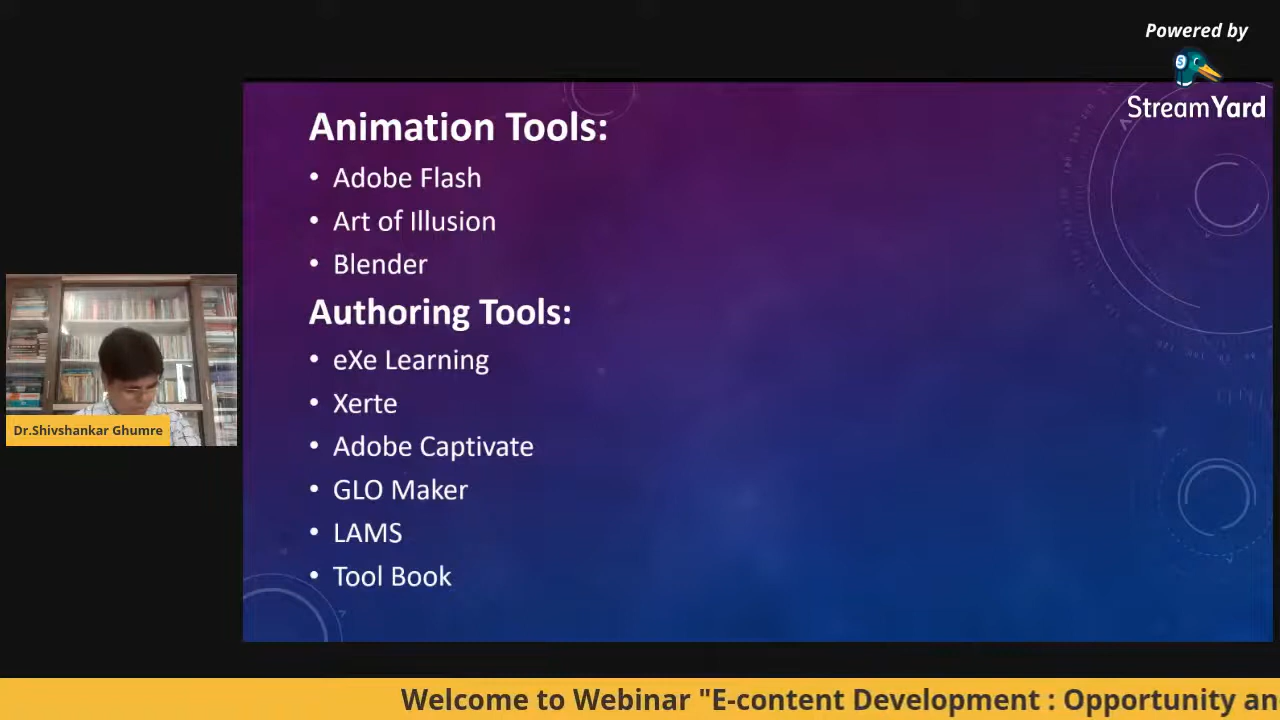 Powered by
StreamYard
Animation Tools:
• Adobe Flash
• Art of Illusion
• Blender
Authoring Tools:
• eXe Learning
• Xerte
• Adobe Captivate
• GLO Maker
• LAMS
• Tool Book
Dr.Shivshankar Ghumre
Welcome to Webinar "E-content Development : Opportunity an